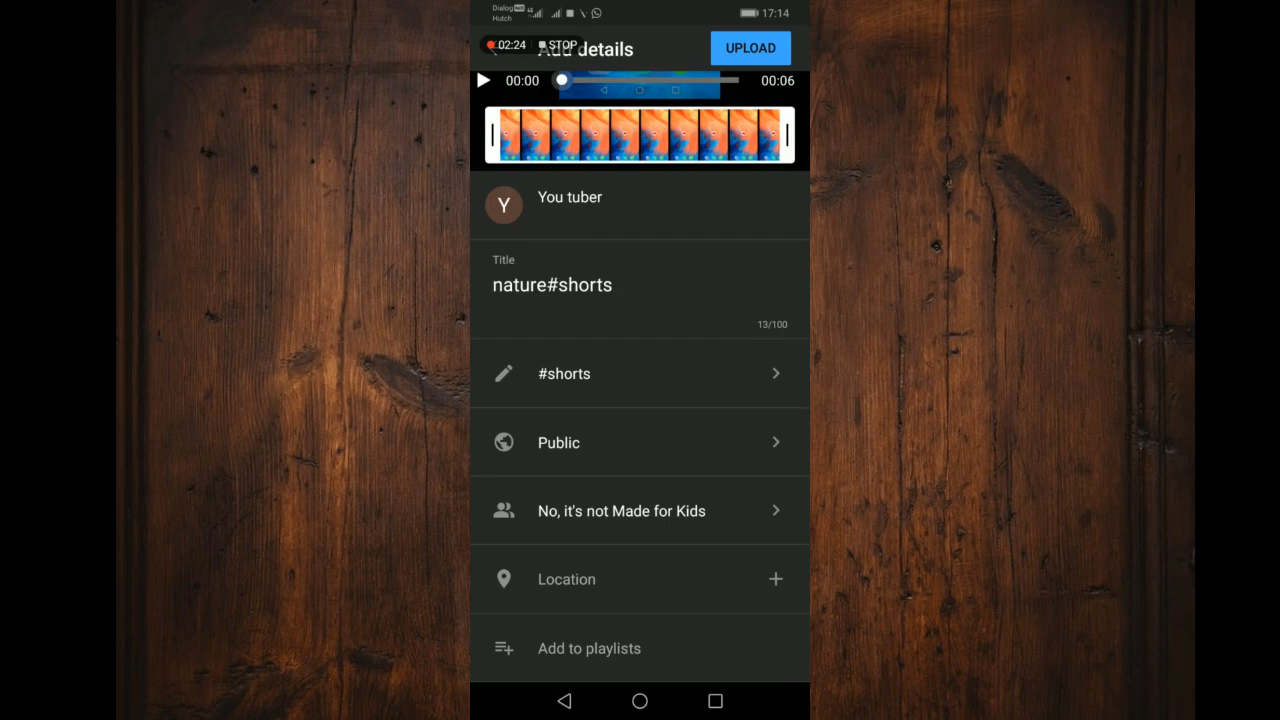 Dialog
Hutch
17:14
02:24 STOP
Add details
UPLOAD
00:00
00:06
Y
You tuber
Title
nature#shorts
13/100
#shorts
Public
No, it's not Made for Kids
Location
Add to playlists